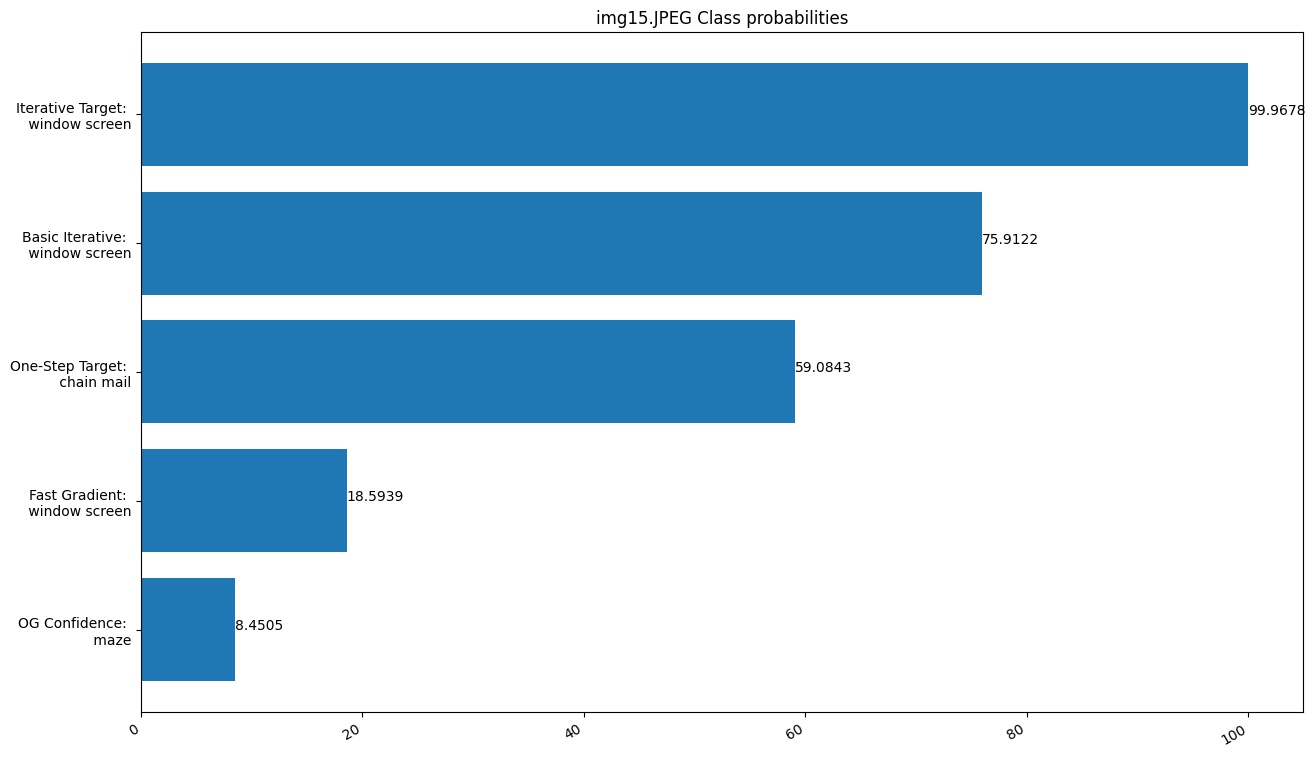 img15.JPEG Class probabilities
Iterative Target:
window screen
99.9678
Basic Iterative:
window screen
75.9122
One-Step Target:
chain mail
59.0843
Fast Gradient:
window screen
18.5939
OG Confidence:
maze
8.4505
0 20 40 60 80 100